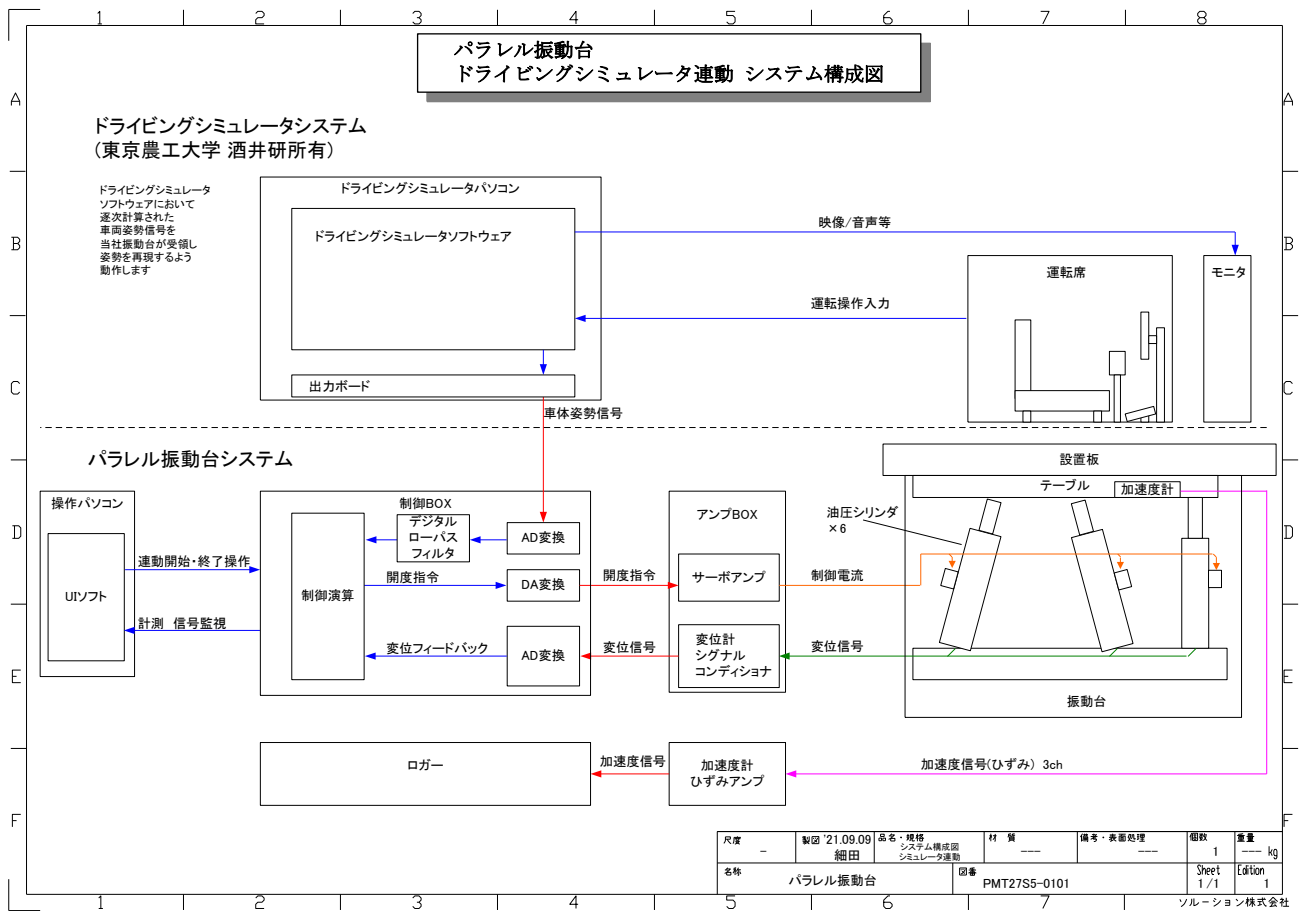 1 2 3 4 5 6 7 8
パラレル振動台
ドライビングシミュレータ連動 システム構成図
A A
ドライビングシミュレータシステム
(東京農工大学 酒井研所有)
ドライビングシミュレータ
ソフトウェアにおいて
逐次計算された
車両姿勢信号を
当社振動台が受領し
姿勢を再現するよう
動作します
ドライビングシミュレータパソコン
ドライビングシミュレータソフトウェア
映像/音声等
B B
運転席
モニタ
運転操作入力
出力ボード
C C
車体姿勢信号
パラレル振動台システム
設置板
テーブル
加速度計
操作パソコン
制御BOX
アンプBOX
油圧シリンダ
×6
デジタル
ローパス
フィルタ
AD変換
D D
連動開始・終了操作
UIソフト
制御演算
開度指令
DA変換
開度指令
サーボアンプ
制御電流
計測 信号監視
変位フィードバック
AD変換
変位信号
変位計
シグナル
コンディショナ
変位信号
E E
振動台
ロガー
加速度信号
加速度計
ひずみアンプ
加速度信号(ひずみ) 3ch
F F
尺度
-
製図 '21.09.09
細田
品名・規格
システム構成図
シミュレータ連動
材 質
---
備考・表面処理
---
個数
1
重量
--- kg
名称
パラレル振動台
図番
PMT27S5-0101
Sheet
1/1
Edition
1
1 2 3 4 5 6 7 8
ソルーション株式会社